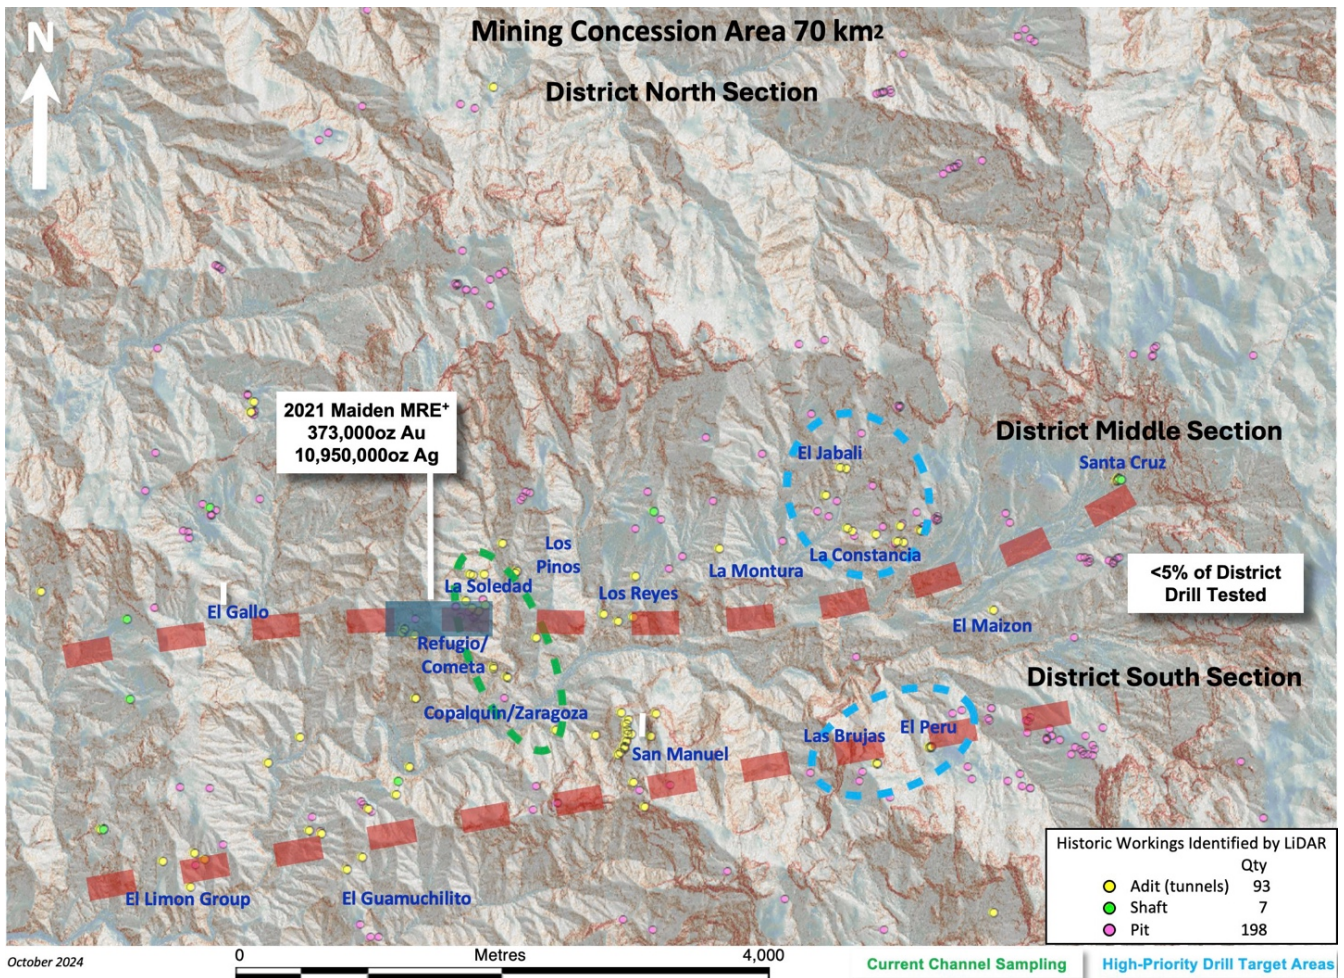 Mining Concession Area 70 km2
N
District North Section
2021 Maiden MRE+
373,000oz Au
10,950,000oz Ag
District Middle Section
El Jabali
Santa Cruz
Los
Pinos
La Constancia
La Montura
La Soledad
<5% of District
Drill Tested
Los Reyes
El Gallo
El Maizon
Refugio/
Cometa
District South Section
Copalquin/Zaragoza
Las Brujas
El Peru
San Manuel
El Limon Group
El Guamuchilito
Historic Workings Identified by LiDAR
Qty
Adit (tunnels) 93
Shaft 7
Pit 198
October 2024
0 Metres 4,000
Current Channel Sampling
High-Priority Drill Target Areas